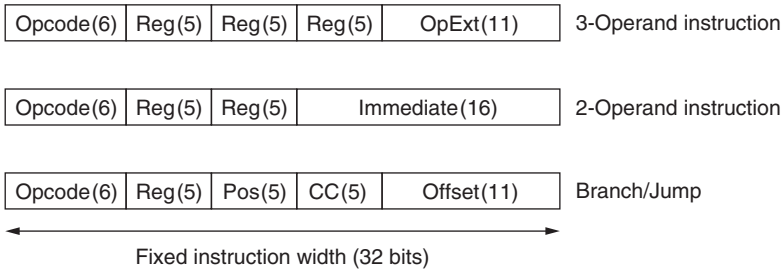 Opcode(6) Reg(5) Reg(5) Reg(5) OpExt(11) 3-Operand instruction
Opcode(6) Reg(5) Reg(5) Immediate(16) 2-Operand instruction
Opcode(6) Reg(5) Pos(5) CC(5) Offset(11) Branch/Jump
Fixed instruction width (32 bits)